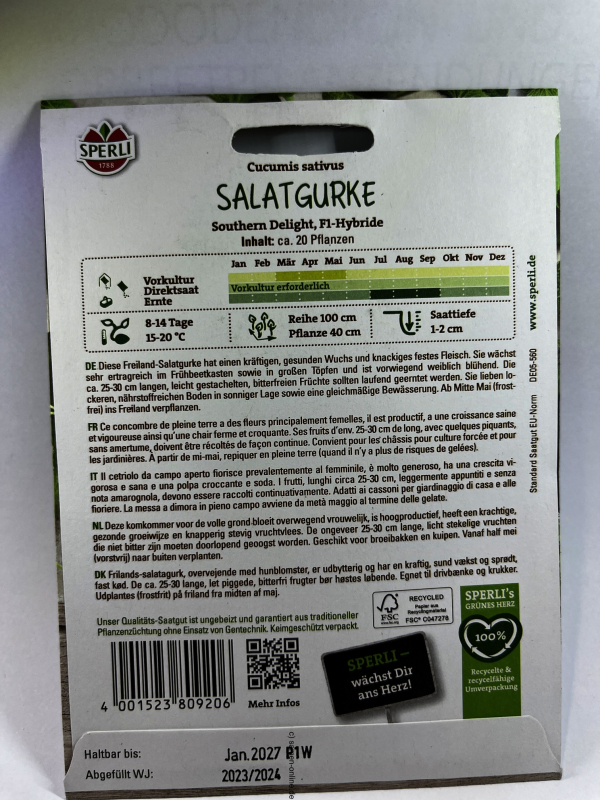 SPERLI
1788
Cucumis sativus
SALATGURKE
Southern Delight, F1-Hybride
Inhalt: ca. 20 Pflanzen
Jan Feb Mär Apr Mai Jun Jul Aug Sep Okt Nov Dez
Vorkultur
Direktsaat Vorkultur erforderlich
Ernte
8-14 Tage
15-20 °C
Reihe 100 cm
Pflanze 40 cm
Saattiefe
1-2 cm
www.sperli.de
DE05-560
Standard Saatgut EU-Norm
DE Diese Freiland-Salatgurke hat einen kräftigen, gesunden Wuchs und knackiges festes Fleisch. Sie wächst
sehr ertragreich im Frühbeetkasten sowie in großen Töpfen und ist vorwiegend weiblich blühend. Die
ca. 25-30 cm langen, leicht gestachelten, bitterfreien Früchte sollten laufend geerntet werden. Sie lieben lo-
ckeren, nährstoffreichen Boden in sonniger Lage sowie eine gleichmäßige Bewässerung. Ab Mitte Mai (frost-
frei) ins Freiland verpflanzen.
FR Ce concombre de pleine terre a des fleurs principalement femelles, il est productif, a une croissance saine
et vigoureuse ainsi qu'une chair ferme et croquante. Ses fruits d'env. 25-30 cm de long, avec quelques piquants,
sans amertume, doivent être récoltés de façon continue. Convient pour les châssis pour culture forcée et pour
les jardinières. À partir de mi-mai, repiquer en pleine terre (quand il n'y a plus de risques de gelées).
IT Il cetriolo da campo aperto fiorisce prevalentemente al femminile, è molto generoso, ha una crescita vi-
gorosa e sana e una polpa croccante e soda. I frutti, lunghi circa 25-30 cm, leggermente appuntiti e senza
nota amarognola, devono essere raccolti continuativamente. Adatti ai cassoni per giardinaggio di casa e alle
fioriere. La messa a dimora in pieno campo avviene da metà maggio al termine delle gelate.
NL Deze komkommer voor de volle grond bloeit overwegend vrouwelijk, is hoogproductief, heeft een krachtige,
gezonde groeiwijze en knapperig stevig vruchtvlees. De ongeveer 25-30 cm lange, licht stekelige vruchten
die niet bitter zijn moeten doorlopend geoogst worden. Geschikt voor broeibakken en kuipen. Vanaf half mei
(vorstvrij) naar buiten verplanten.
DK Frilands-salatagurk, overvejende med hunblomster, er udbytterig og har en kraftig, sund vækst og sprødt,
fast kød. De ca. 25-30 lange, let piggede, bitterfri frugter bør høstes løbende. Egnet til drivbænke og krukker.
Udplantes (frostfrit) på friland fra midten af maj.
Unser Qualitäts-Saatgut ist ungebeizt und garantiert aus traditioneller
Pflanzenzüchtung ohne Einsatz von Gentechnik. Keimgeschützt verpackt.
FSC
www.fsc.org
RECYCLED
Papier aus
Recyclingmaterial
FSC® C047278
SPERLI's
GRÜNES HERZ
100%
Recycelte &
recycelfähige
Umverpackung
4 001523 809206
Mehr Infos
SPERLI –
wächst Dir
ans Herz!
Haltbar bis: Jan.2027 P1W
Abgefüllt WJ: 2023/2024